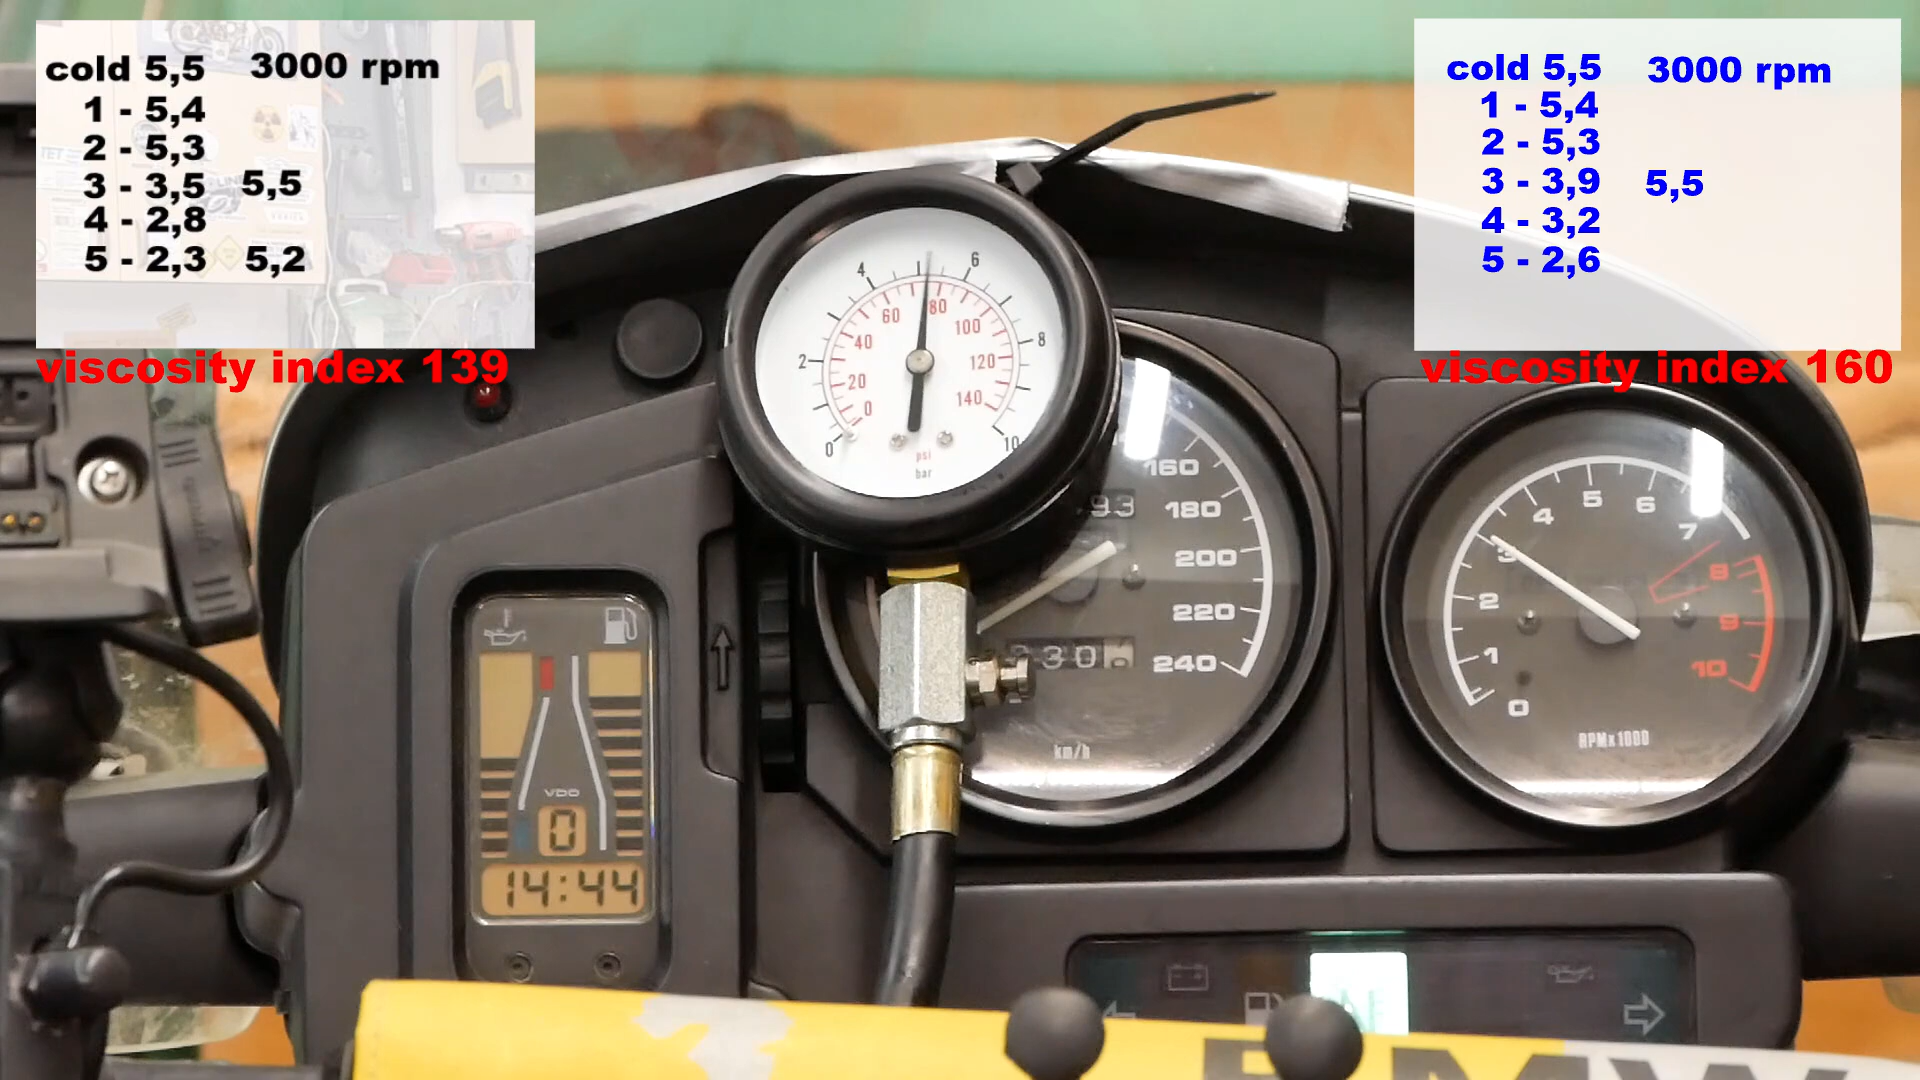 cold 5,5 3000 rpm
1 - 5,4
2 - 5,3
3 - 3,5 5,5
4 - 2,8
5 - 2,3 5,2
viscosity index 139
cold 5,5 3000 rpm
1 - 5,4
2 - 5,3
3 - 3,9 5,5
4 - 3,2
5 - 2,6
viscosity index 160
0 2 4 6 8 10
0 20 40 60 80 100 120 140
psi
bar
93
160
180
200
220
240
330
km/h
0 1 2 3 4 5 6 7 8 9 10
RPMx1000
VDO
0
14:44
BMW